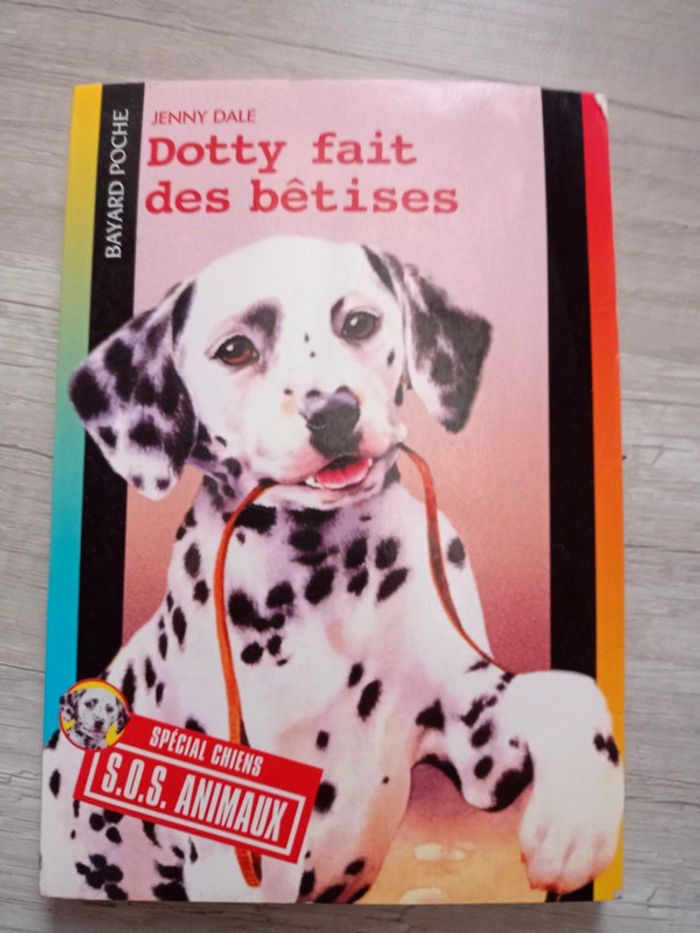 BAYARD POCHE
JENNY DALE
Dotty fait
des bêtises
SPÉCIAL CHIENS
S.O.S. ANIMAUX